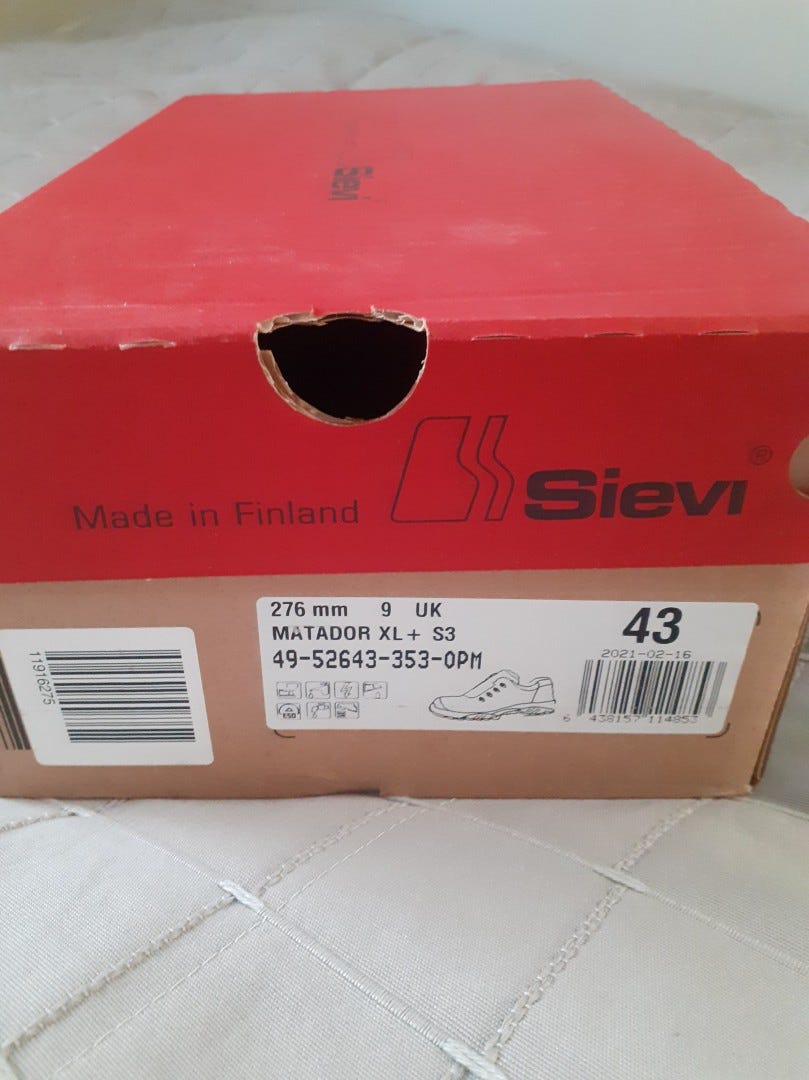 Sievi
Made in Finland
Sievi®
276 mm 9 UK
43
MATADOR XL+ S3
2021-02-16
49-52643-353-0PM
ESD
6 438157 114853
11916275